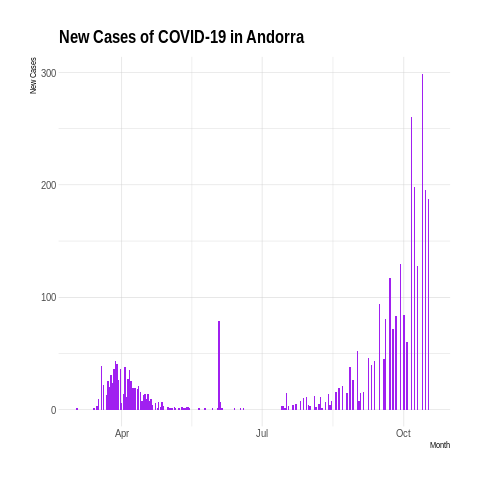 New Cases of COVID-19 in Andorra
New Cases
300
200
100
0
Apr
Jul
Oct
Month